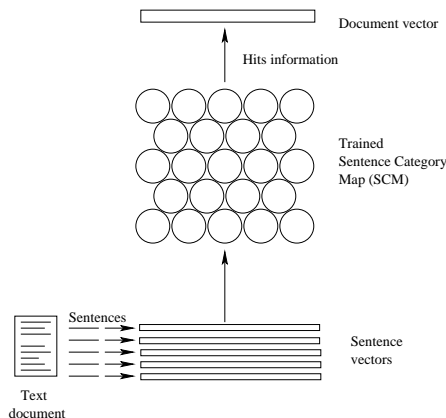 Document vector
Hits information
Trained
Sentence Category
Map (SCM)
Sentences
Sentence
vectors
Text
document